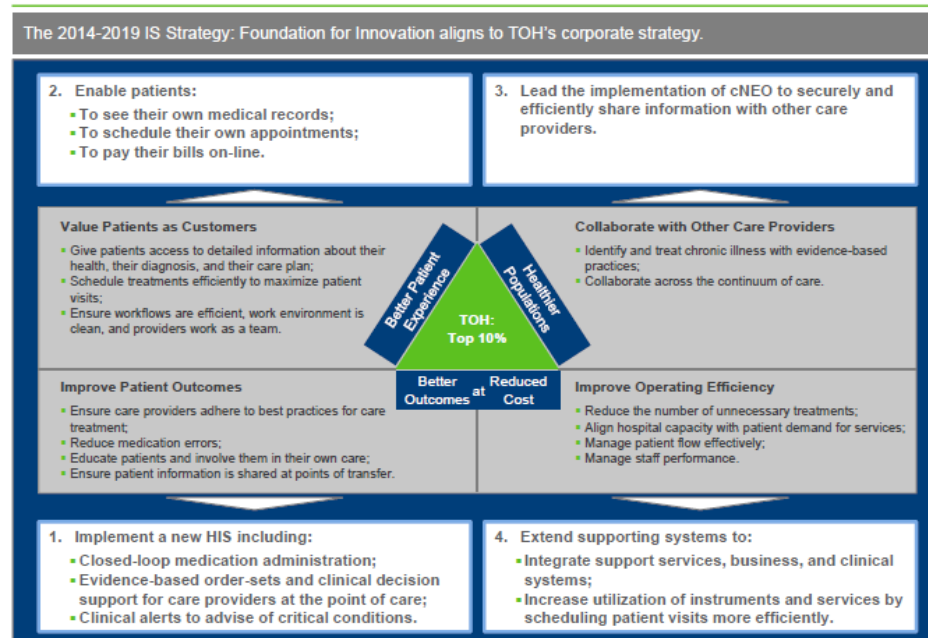 The 2014-2019 IS Strategy: Foundation for Innovation aligns to TOH's corporate strategy.
2. Enable patients:
▪ To see their own medical records;
▪ To schedule their own appointments;
▪ To pay their bills on-line.
3. Lead the implementation of cNEO to securely and
efficiently share information with other care
providers.
Value Patients as Customers
▪ Give patients access to detailed information about their
health, their diagnosis, and their care plan;
▪ Schedule treatments efficiently to maximize patient
visits;
▪ Ensure workflows are efficient, work environment is
clean, and providers work as a team.
Collaborate with Other Care Providers
▪ Identify and treat chronic illness with evidence-based
practices;
▪ Collaborate across the continuum of care.
Better Patient
Experience
Healthier
Populations
TOH:
Top 10%
Better
Outcomes
at
Reduced
Cost
Improve Patient Outcomes
▪ Ensure care providers adhere to best practices for care
treatment;
▪ Reduce medication errors;
▪ Educate patients and involve them in their own care;
▪ Ensure patient information is shared at points of transfer.
Improve Operating Efficiency
▪ Reduce the number of unnecessary treatments;
▪ Align hospital capacity with patient demand for services;
▪ Manage patient flow effectively;
▪ Manage staff performance.
1. Implement a new HIS including:
▪ Closed-loop medication administration;
▪ Evidence-based order-sets and clinical decision
support for care providers at the point of care;
▪ Clinical alerts to advise of critical conditions.
4. Extend supporting systems to:
▪ Integrate support services, business, and clinical
systems;
▪ Increase utilization of instruments and services by
scheduling patient visits more efficiently.